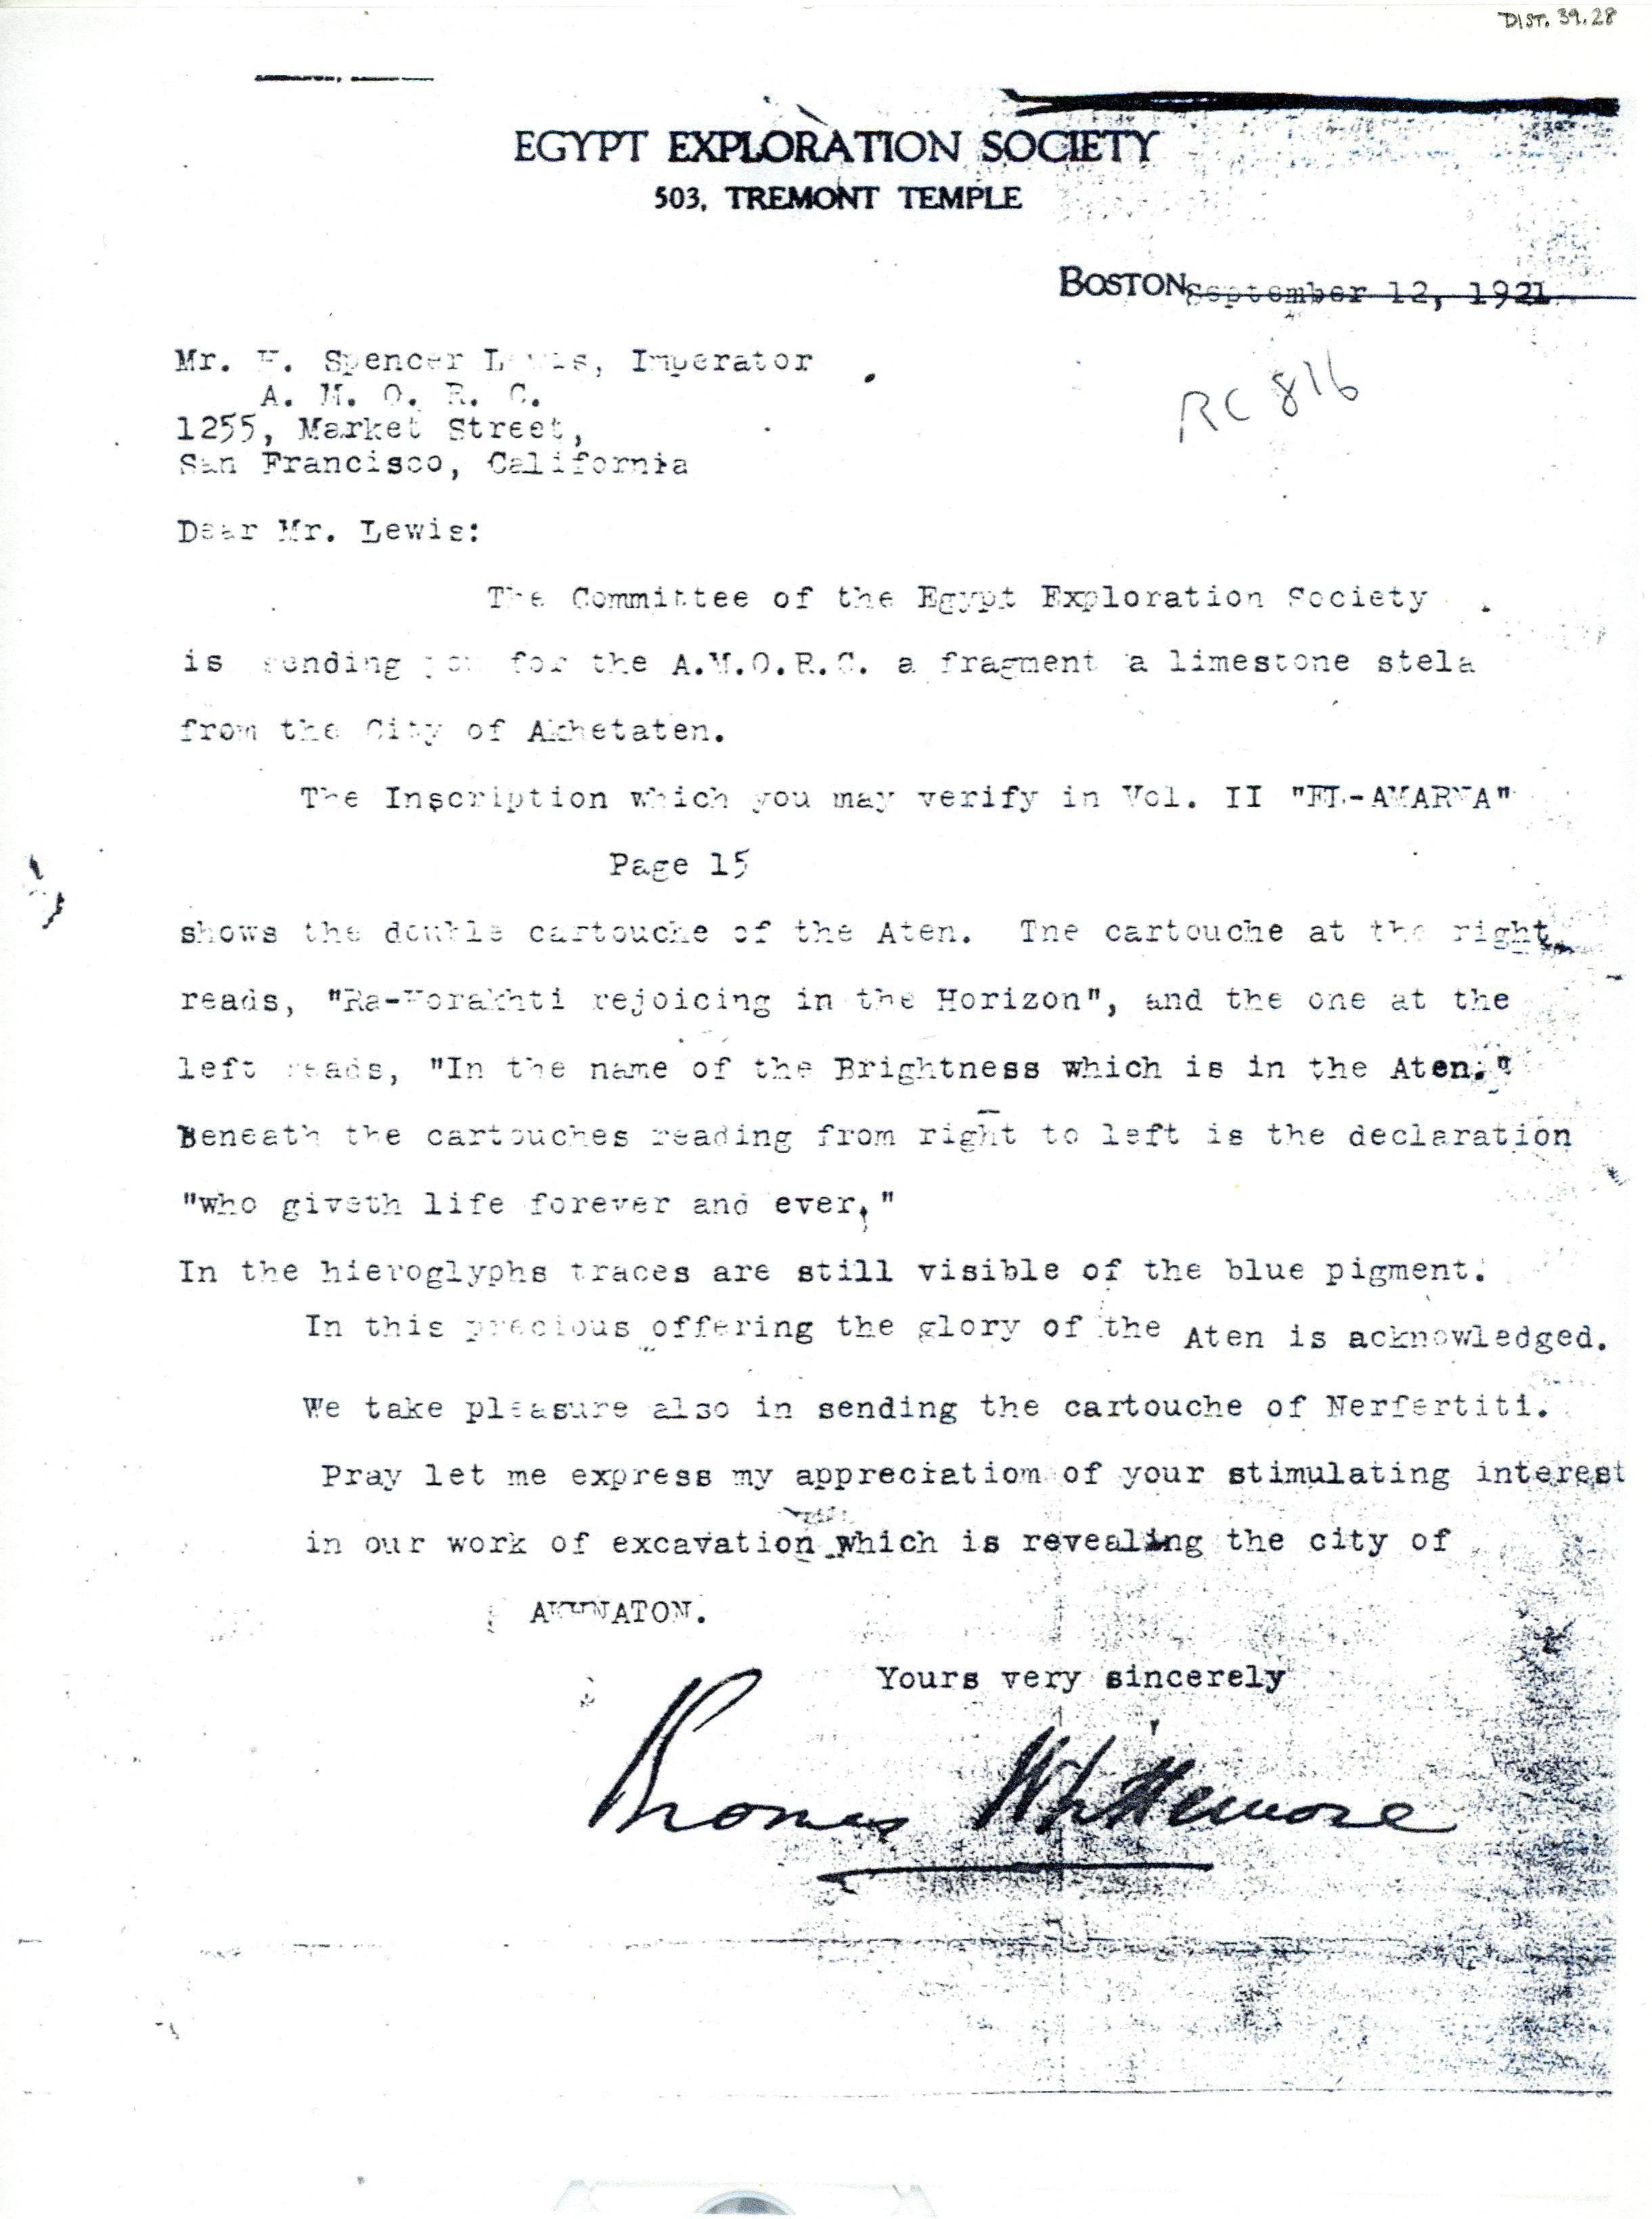 DIST. 39.28
EGYPT EXPLORATION SOCIETY
503, TREMONT TEMPLE
BOSTON September 12, 1921
Mr. H. Spencer Lewis, Imperator
A. M. O. R. C.
RC 816
1255, Market Street,
San Francisco, California
Dear Mr. Lewis:
The Committee of the Egypt Exploration Society
is sending you for the A.M.O.R.C. a fragment a limestone stela
from the City of Akhetaten.
The Inscription which you may verify in Vol. II "EL-AMARNA"
Page 15
shows the double cartouche of the Aten. The cartouche at the right
reads, "Ra-Horakhti rejoicing in the Horizon", and the one at the
left reads, "In the name of the Brightness which is in the Aten."
Beneath the cartouches reading from right to left is the declaration
"who giveth life forever and ever,"
In the hieroglyphs traces are still visible of the blue pigment.
In this precious offering the glory of the Aten is acknowledged.
We take pleasure also in sending the cartouche of Nerfertiti.
Pray let me express my appreciation of your stimulating interest
in our work of excavation which is revealing the city of
AKHNATON.
Yours very sincerely
Thomas Whittemore